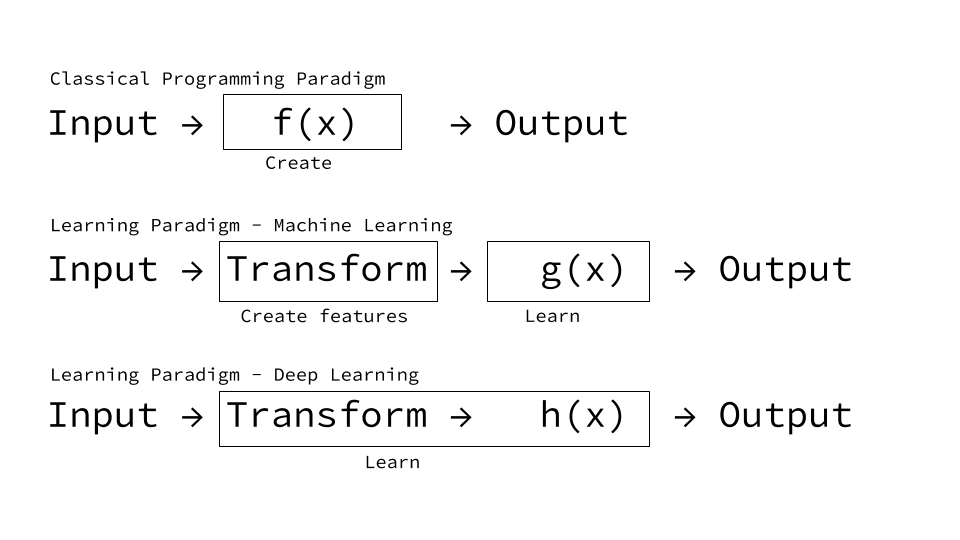 Classical Programming Paradigm
Input → f(x) → Output
Create
Learning Paradigm - Machine Learning
Input → Transform → g(x) → Output
Create features Learn
Learning Paradigm - Deep Learning
Input → Transform → h(x) → Output
Learn